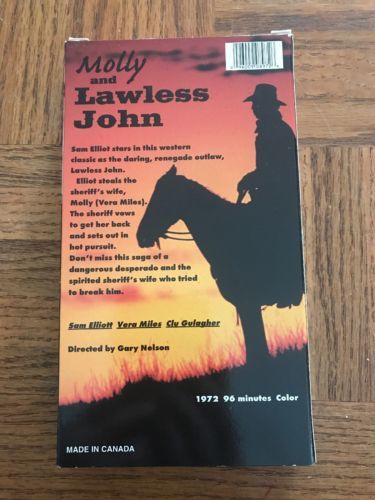 Molly
and
Lawless
John
Sam Elliot stars in this western
classic as the daring, renegade outlaw,
Lawless John.
Elliot steals the
sheriff's wife,
Molly (Vera Miles).
The sheriff vows
to get her back
and sets out in
hot pursuit.
Don't miss this saga of a
dangerous desperado and the
spirited sheriff's wife who tried
to break him.
Sam Elliott Vera Miles Clu Gulagher
Directed by Gary Nelson
1972 96 minutes Color
MADE IN CANADA